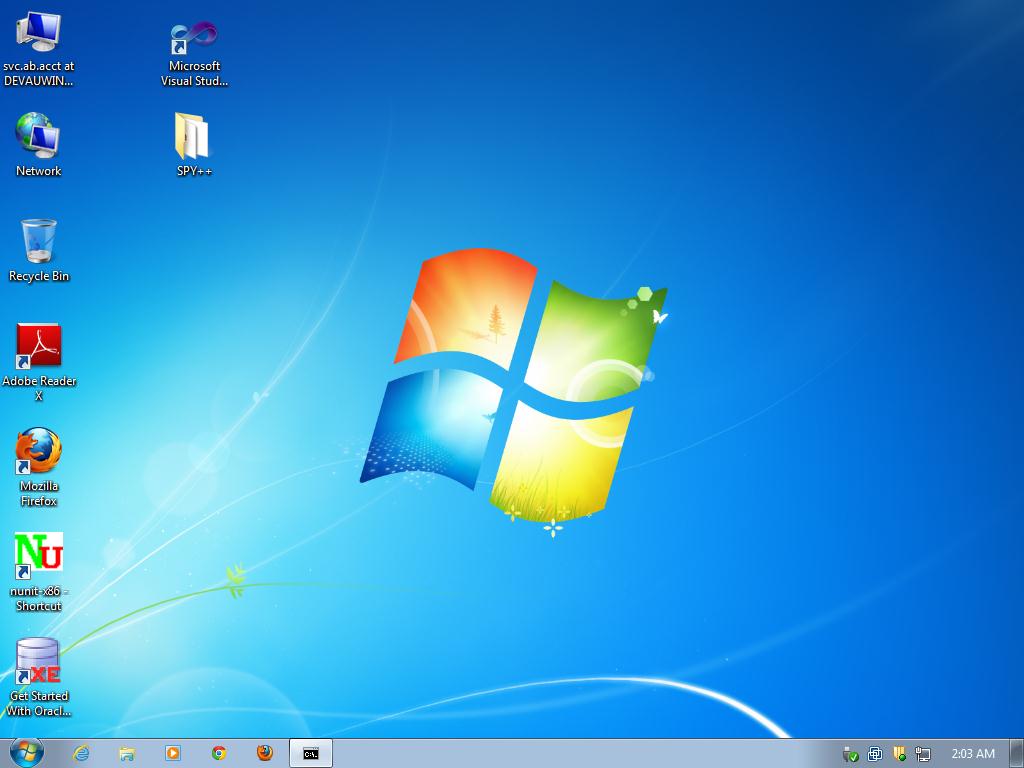 svc.ab.acct at
DEVAUWIN...
Microsoft
Visual Stud...
Network
SPY++
Recycle Bin
Adobe Reader
X
Mozilla
Firefox
NU
nunit-x86 -
Shortcut
XE
Get Started
With Oracl...
C:\.
2:03 AM